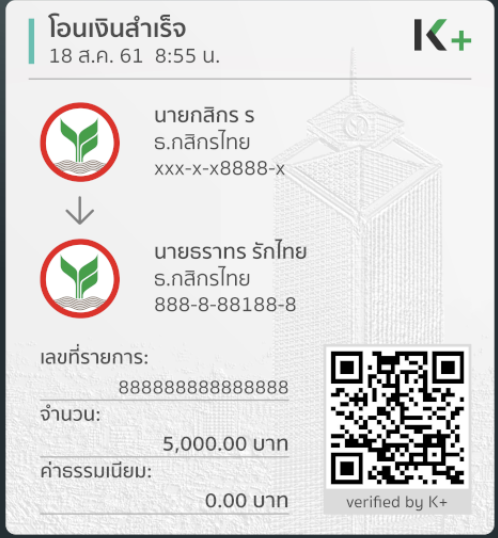 โอนเงินสำเร็จ
18 ส.ค. 61 8:55 น.
K+
นายกสิกร ร
ธ.กสิกรไทย
xxx-x-x8888-x
นายธราทร รักไทย
ธ.กสิกรไทย
888-8-88188-8
เลขที่รายการ:
888888888888888
จำนวน:
5,000.00 บาท
ค่าธรรมเนียม:
0.00 บาท
verified by K+